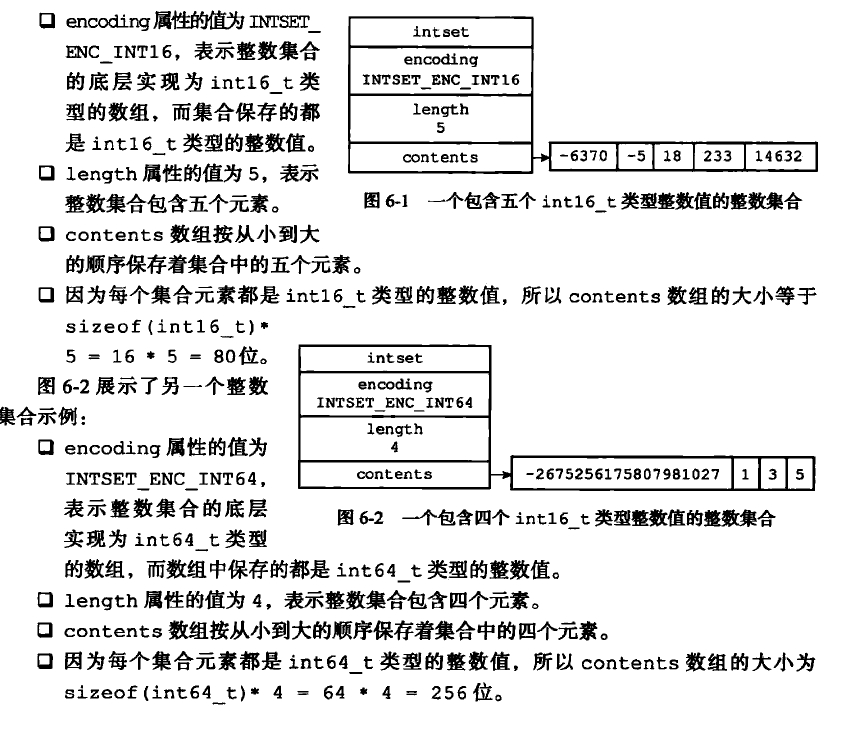 ❑ encoding 属性的值为 INTSET_
ENC_INT16，表示整数集合
的底层实现为 int16_t 类
型的数组，而集合保存的都
是 int16_t 类型的整数值。
❑ length 属性的值为 5，表示
整数集合包含五个元素。
❑ contents 数组按从小到大
的顺序保存着集合中的五个元素。
intset
encoding
INTSET_ENC_INT16
length
5
contents
-6370 -5 18 233 14632
图 6-1 一个包含五个 int16_t 类型整数值的整数集合
❑ 因为每个集合元素都是 int16_t 类型的整数值，所以 contents 数组的大小等于
sizeof(int16_t)*
5 = 16 * 5 = 80位。
图 6-2 展示了另一个整数
集合示例：
❑ encoding 属性的值为
INTSET_ENC_INT64，
表示整数集合的底层
实现为 int64_t 类型
的数组，而数组中保存的都是 int64_t 类型的整数值。
intset
encoding
INTSET_ENC_INT64
length
4
contents
-2675256175807981027 1 3 5
图 6-2 一个包含四个 int16_t 类型整数值的整数集合
❑ length 属性的值为 4，表示整数集合包含四个元素。
❑ contents 数组按从小到大的顺序保存着集合中的四个元素。
❑ 因为每个集合元素都是 int64_t 类型的整数值，所以 contents 数组的大小为
sizeof(int64_t)* 4 = 64 * 4 = 256 位。